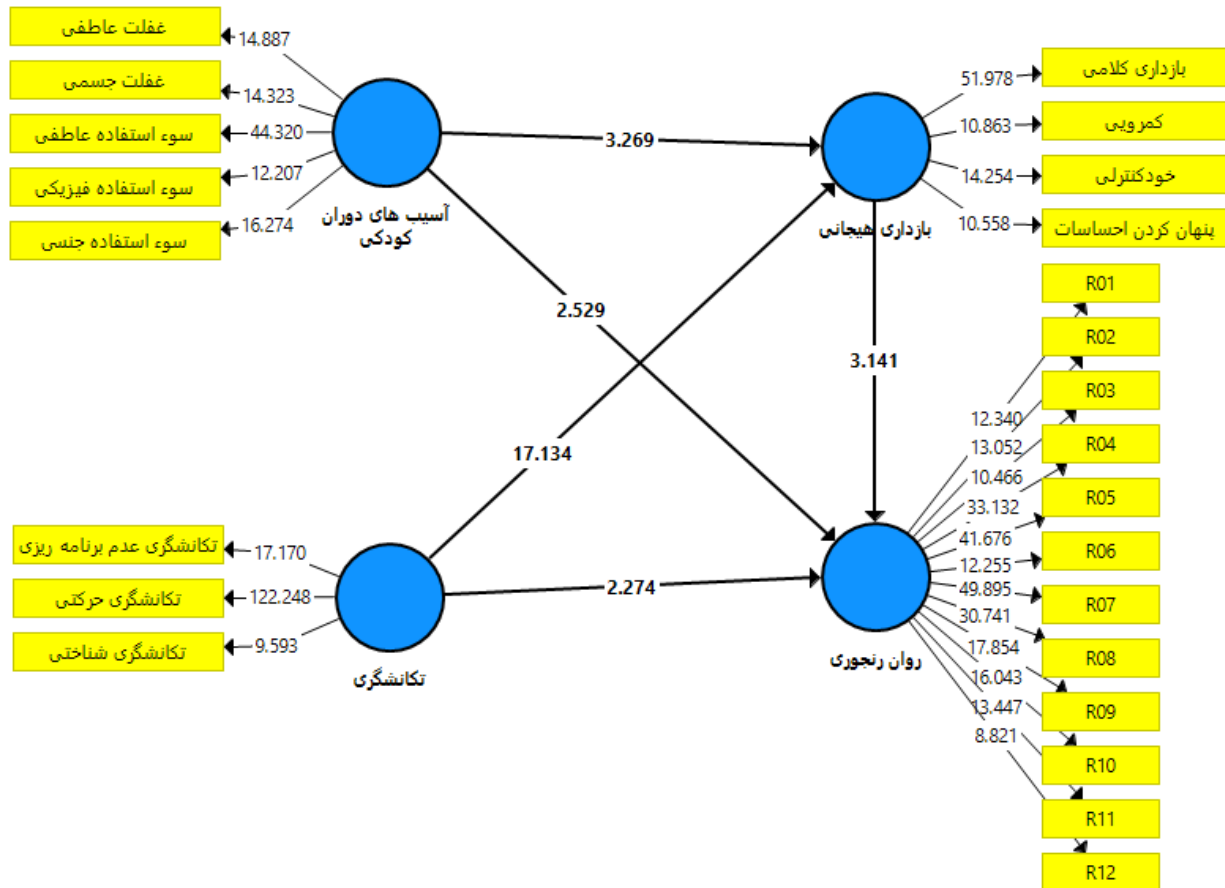 غفلت عاطفی
14.887
غفلت جسمی
14.323
سوء استفاده عاطفی
44.320
سوء استفاده فیزیکی
12.207
سوء استفاده جنسی
16.274
آسیب های دوران
کودکی
3.269
2.529
بازداری هیجانی
51.978
بازداری کلامی
10.863
کمرویی
14.254
خودکنترلی
10.558
پنهان کردن احساسات
3.141
17.134
تکانشگری عدم برنامه ریزی
17.170
تکانشگری حرکتی
122.248
تکانشگری شناختی
9.593
تکانشگری
2.274
روان رنجوری
12.340
13.052
10.466
33.132
41.676
12.255
49.895
30.741
17.854
16.043
13.447
8.821
R01
R02
R03
R04
R05
R06
R07
R08
R09
R10
R11
R12